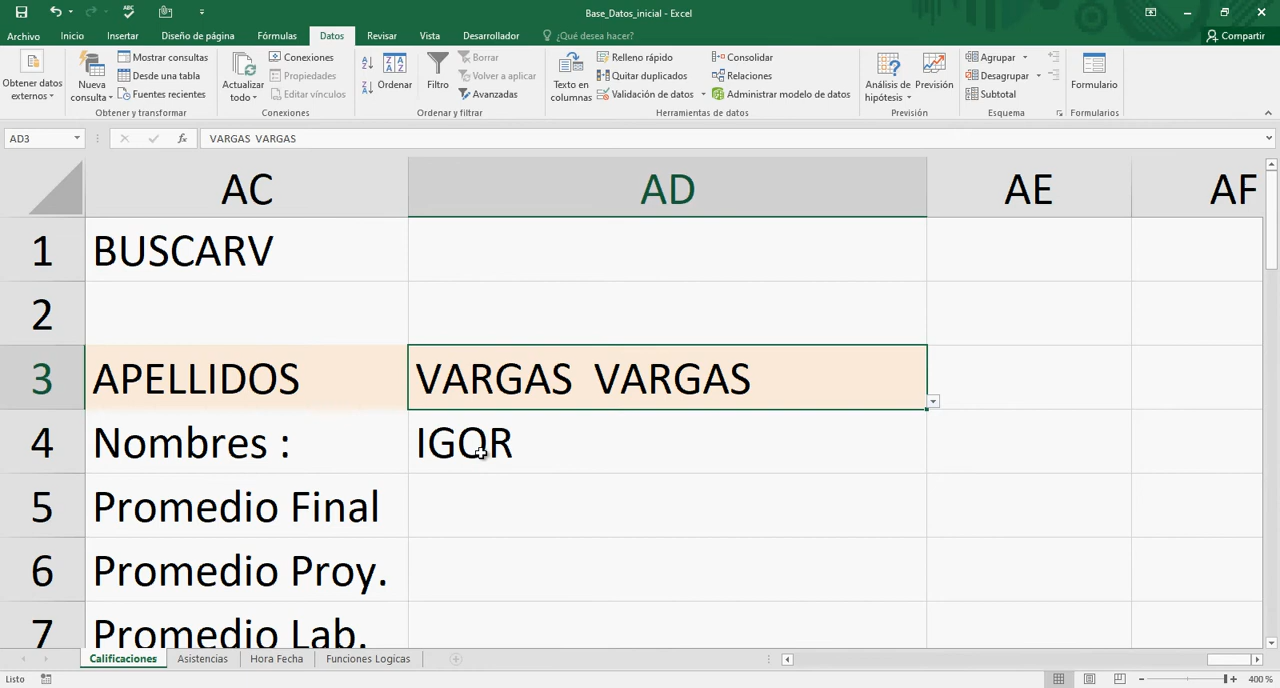 Base_Datos_inicial - Excel
Archivo Inicio Insertar Diseño de página Fórmulas Datos Revisar Vista Desarrollador ¿Qué desea hacer? Compartir
Obtener datos externos
Nueva consulta
Mostrar consultas
Desde una tabla
Fuentes recientes
Obtener y transformar
Actualizar todo
Conexiones
Propiedades
Editar vínculos
Conexiones
Ordenar
Filtro
Borrar
Volver a aplicar
Avanzadas
Ordenar y filtrar
Texto en columnas
Relleno rápido
Quitar duplicados
Validación de datos
Consolidar
Relaciones
Administrar modelo de datos
Herramientas de datos
Análisis de hipótesis
Previsión
Previsión
Agrupar
Desagrupar
Subtotal
Esquema
Formulario
Formularios
AD3 fx VARGAS  VARGAS
AC AD AE AF
1 BUSCARV
2
3 APELLIDOS VARGAS  VARGAS
4 Nombres : IGOR
5 Promedio Final
6 Promedio Proy.
7 Promedio Lab.
Calificaciones Asistencias Hora Fecha Funciones Logicas
Listo 400 %